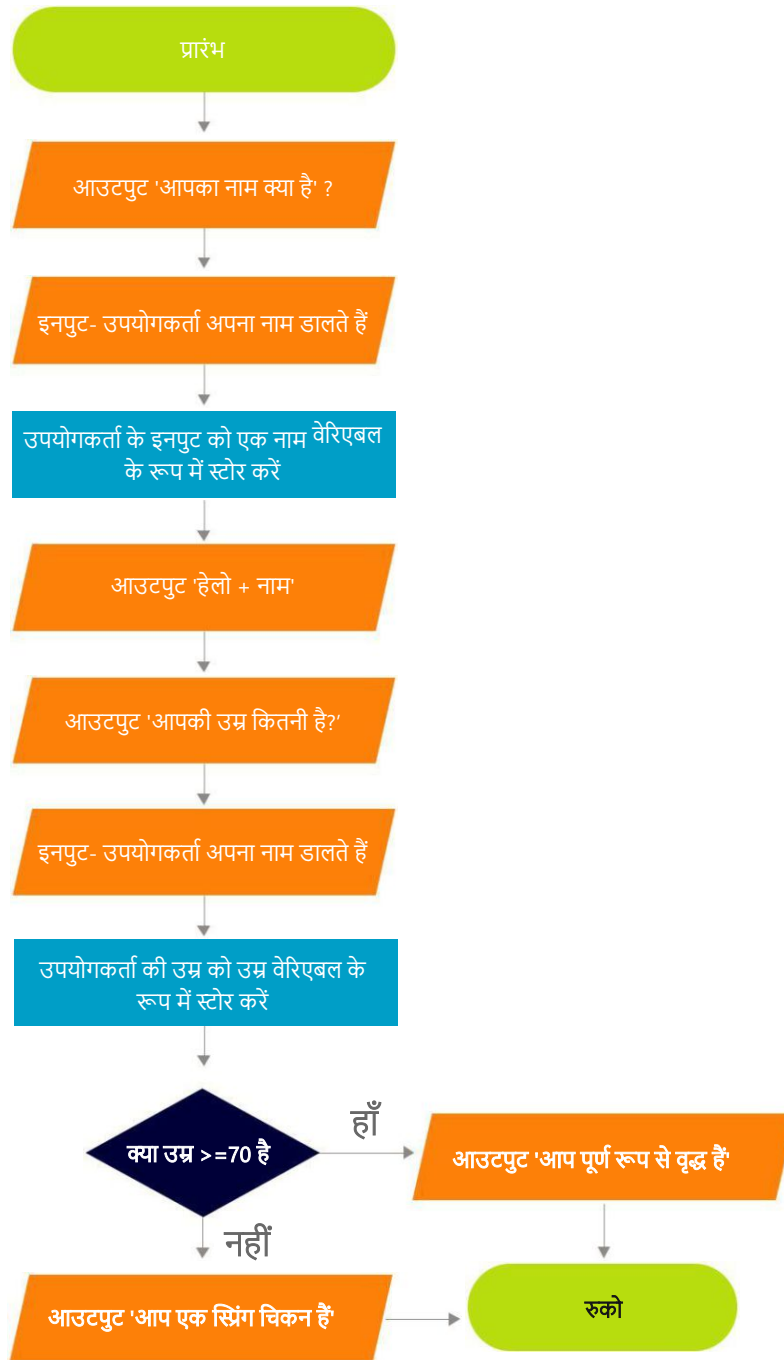 प्रारंभ
आउटपुट 'आपका नाम क्या है' ?
इनपुट- उपयोगकर्ता अपना नाम डालते हैं
उपयोगकर्ता के इनपुट को एक नाम वेरिएबल
के रूप में स्टोर करें
आउटपुट 'हेलो + नाम'
आउटपुट 'आपकी उम्र कितनी है?'
इनपुट- उपयोगकर्ता अपना नाम डालते हैं
उपयोगकर्ता की उम्र को उम्र वेरिएबल के
रूप में स्टोर करें
क्या उम्र >=70 है
हाँ
आउटपुट 'आप पूर्ण रूप से वृद्ध हैं'
नहीं
आउटपुट 'आप एक स्प्रिंग चिकन हैं'
रुको